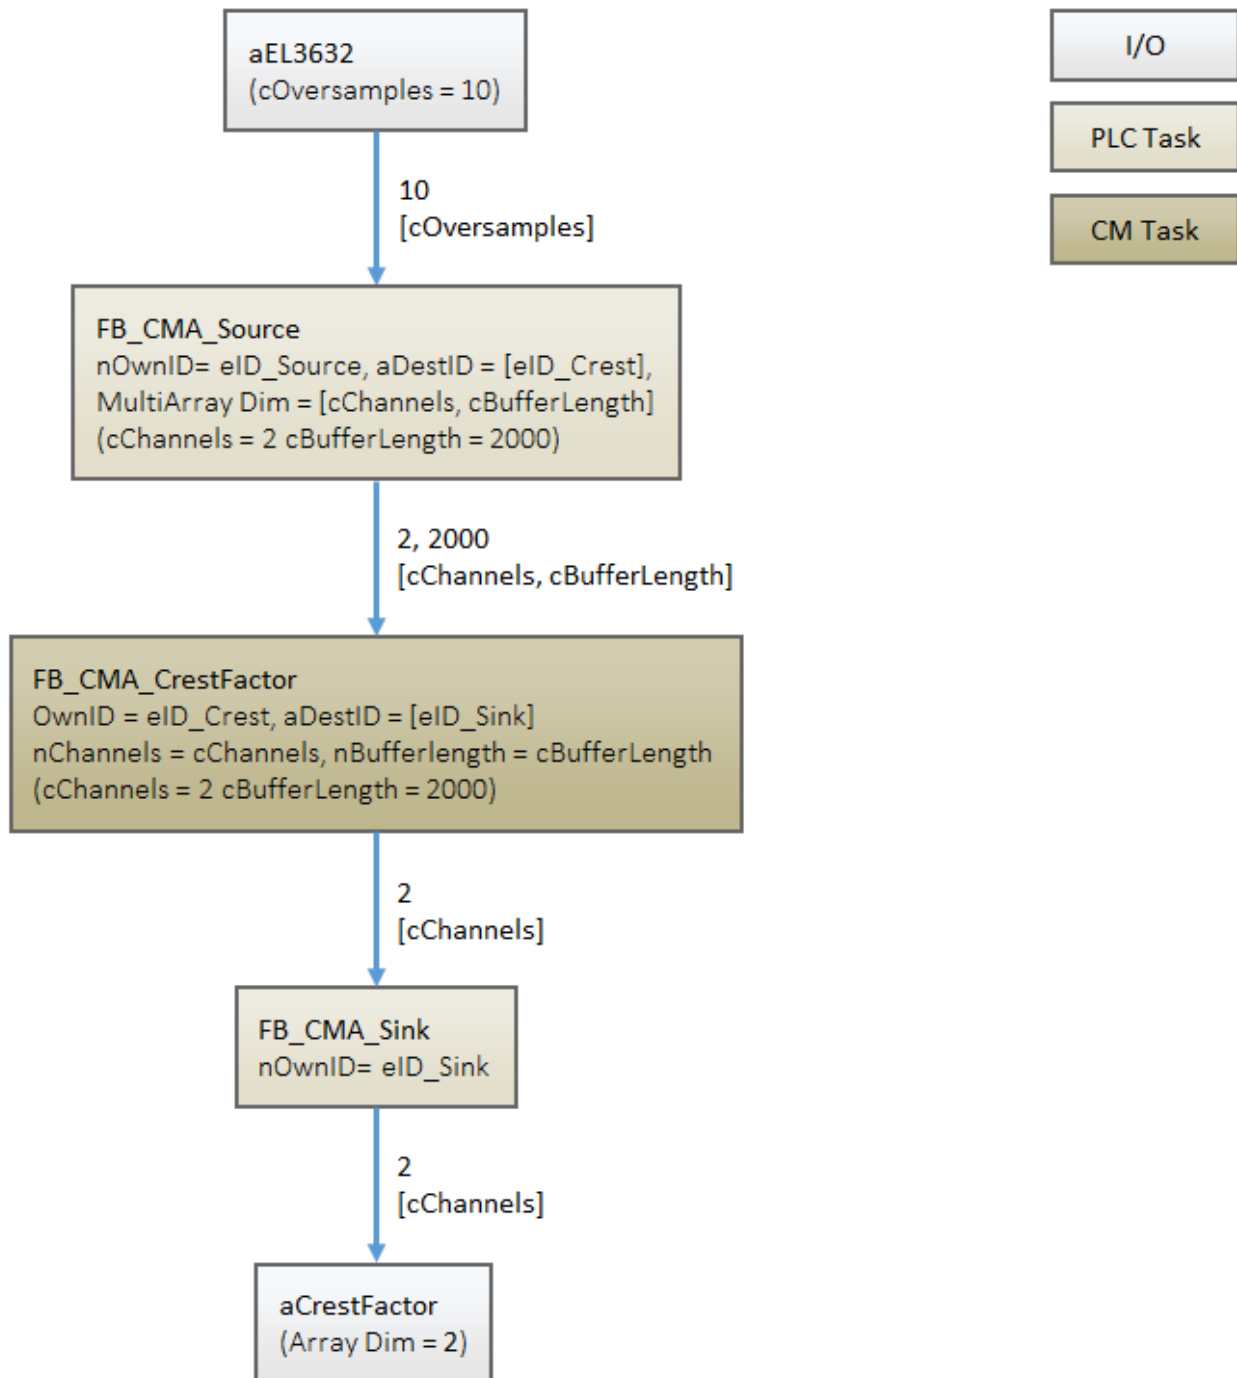 aEL3632
(cOversamples = 10)
10
[cOversamples]
FB_CMA_Source
nOwnID= eID_Source, aDestID = [eID_Crest],
MultiArray Dim = [cChannels, cBufferLength]
(cChannels = 2 cBufferLength = 2000)
2, 2000
[cChannels, cBufferLength]
FB_CMA_CrestFactor
OwnID = eID_Crest, aDestID = [eID_Sink]
nChannels = cChannels, nBufferlength = cBufferLength
(cChannels = 2 cBufferLength = 2000)
2
[cChannels]
FB_CMA_Sink
nOwnID= eID_Sink
2
[cChannels]
aCrestFactor
(Array Dim = 2)
I/O
PLC Task
CM Task